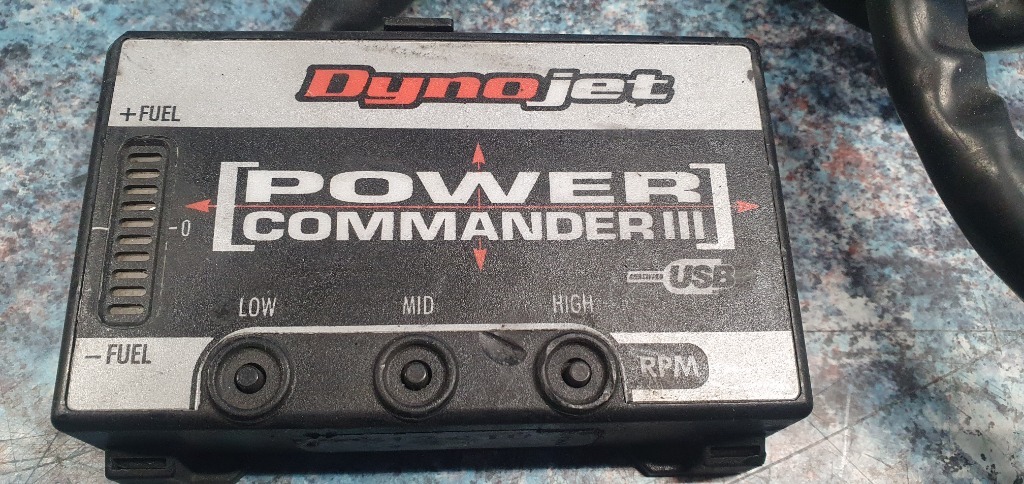 Dynojet
+FUEL
[POWER
COMMANDER III]
-0
USB
LOW MID HIGH
-FUEL
RPM